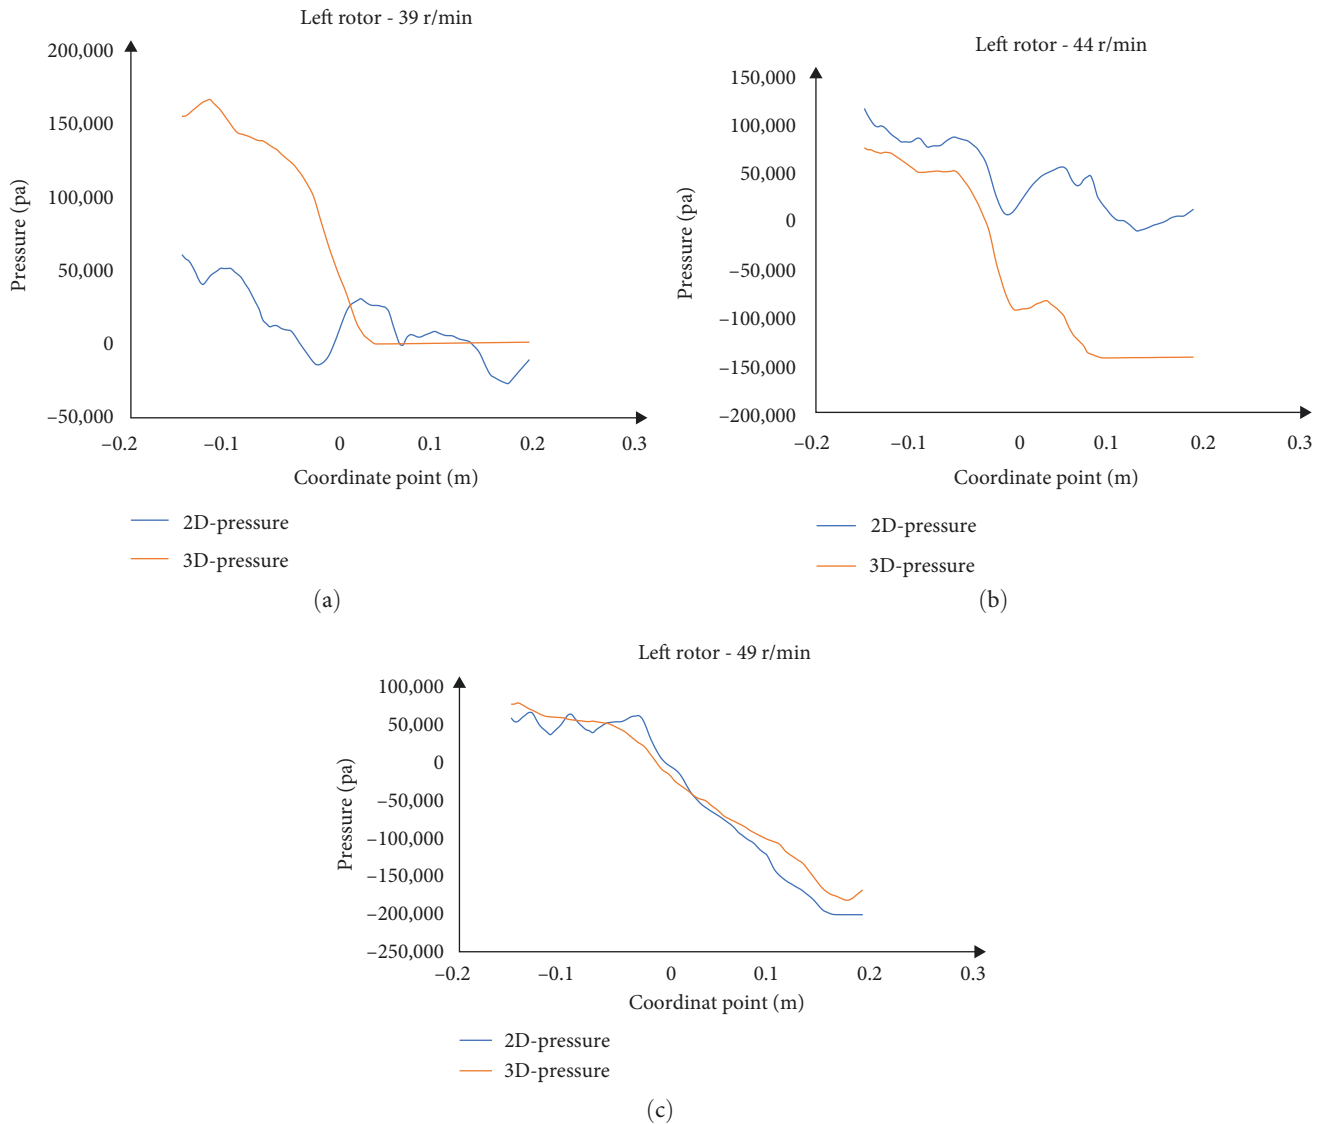 Left rotor - 39 r/min
200,000
150,000
100,000
50,000
0
–50,000
Pressure (pa)
–0.2 –0.1 0 0.1 0.2 0.3
Coordinate point (m)
2D-pressure
3D-pressure
(a)
Left rotor - 44 r/min
150,000
100,000
50,000
0
–50,000
–100,000
–150,000
–200,000
Pressure (pa)
–0.2 –0.1 0 0.1 0.2 0.3
Coordinate point (m)
2D-pressure
3D-pressure
(b)
Left rotor - 49 r/min
100,000
50,000
0
–50,000
–100,000
–150,000
–200,000
–250,000
Pressure (pa)
–0.2 –0.1 0 0.1 0.2 0.3
Coordinat point (m)
2D-pressure
3D-pressure
(c)